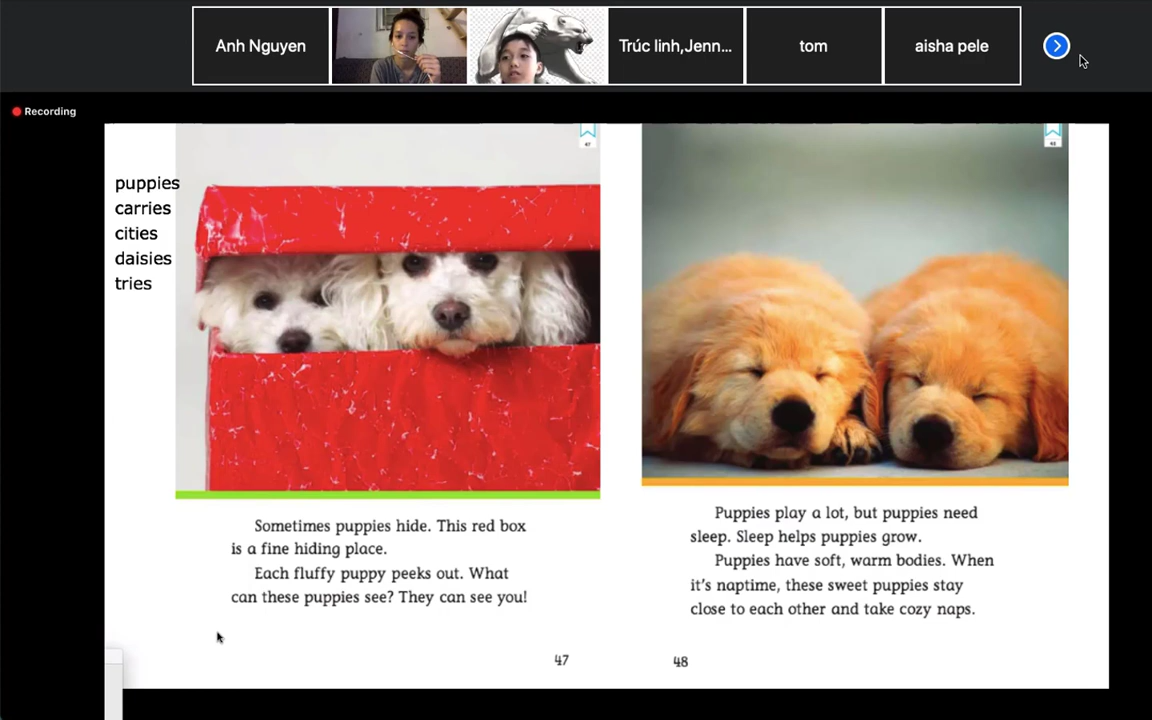 Anh Nguyen
Trúc linh,Jenn...
tom
aisha pele
Recording
puppies
carries
cities
daisies
tries
47
48
Sometimes puppies hide. This red box
is a fine hiding place.
Each fluffy puppy peeks out. What
can these puppies see? They can see you!
47
Puppies play a lot, but puppies need
sleep. Sleep helps puppies grow.
Puppies have soft, warm bodies. When
it's naptime, these sweet puppies stay
close to each other and take cozy naps.
48